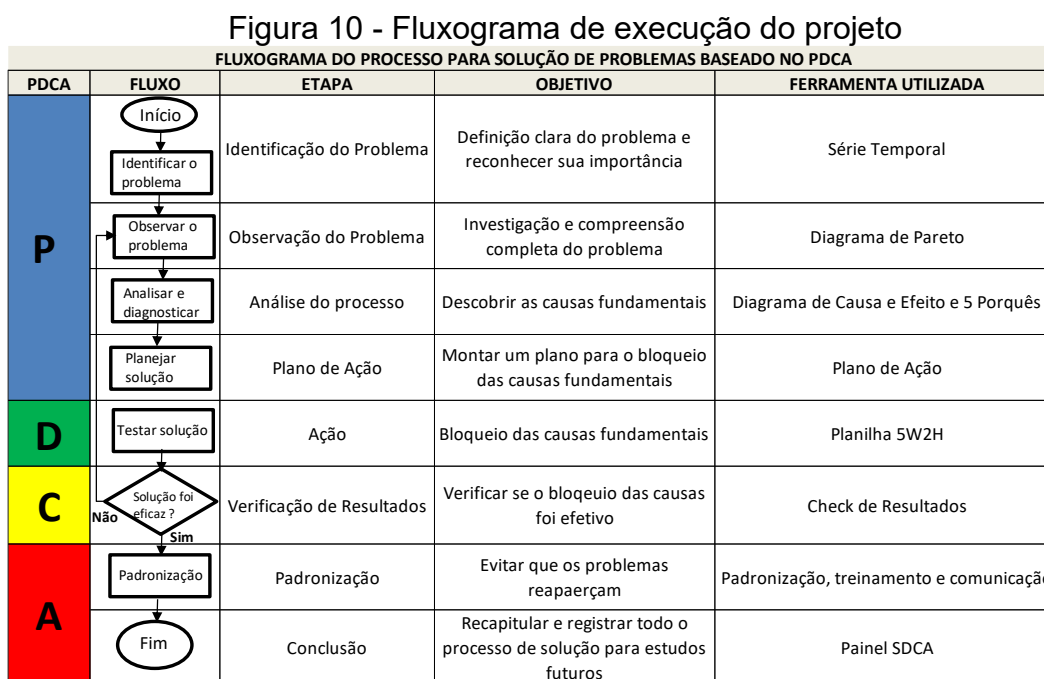 Figura 10 - Fluxograma de execução do projeto
FLUXOGRAMA DO PROCESSO PARA SOLUÇÃO DE PROBLEMAS BASEADO NO PDCA
PDCA FLUXO ETAPA OBJETIVO FERRAMENTA UTILIZADA
P
Início
Identificar o
problema
Identificação do Problema
Definição clara do problema e
reconhecer sua importância
Série Temporal
Observar o
problema
Observação do Problema
Investigação e compreensão
completa do problema
Diagrama de Pareto
Analisar e
diagnosticar
Análise do processo
Descobrir as causas fundamentais
Diagrama de Causa e Efeito e 5 Porquês
Planejar
solução
Plano de Ação
Montar um plano para o bloqueio
das causas fundamentais
Plano de Ação
D
Testar solução
Ação
Bloqueio das causas fundamentais
Planilha 5W2H
C
Solução foi
eficaz ?
Não
Sim
Verificação de Resultados
Verificar se o bloqeuio das causas
foi efetivo
Check de Resultados
A
Padronização
Padronização
Evitar que os problemas
reapaerçam
Padronização, treinamento e comunicaçã
Fim
Conclusão
Recapitular e registrar todo o
processo de solução para estudos
futuros
Painel SDCA